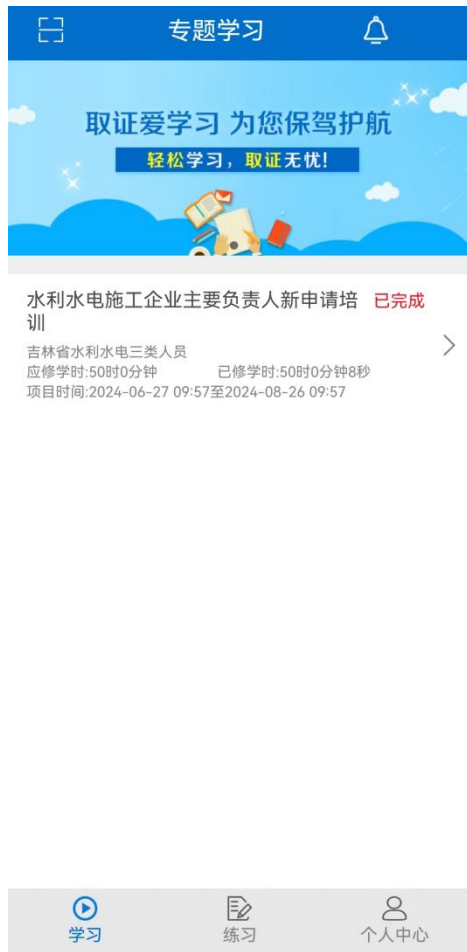 专题学习
取证爱学习 为您保驾护航
轻松学习，取证无忧!
水利水电施工企业主要负责人新申请培 已完成
训
吉林省水利水电三类人员
应修学时:50时0分钟 已修学时:50时0分钟8秒
项目时间:2024-06-27 09:57至2024-08-26 09:57
学习 练习 个人中心